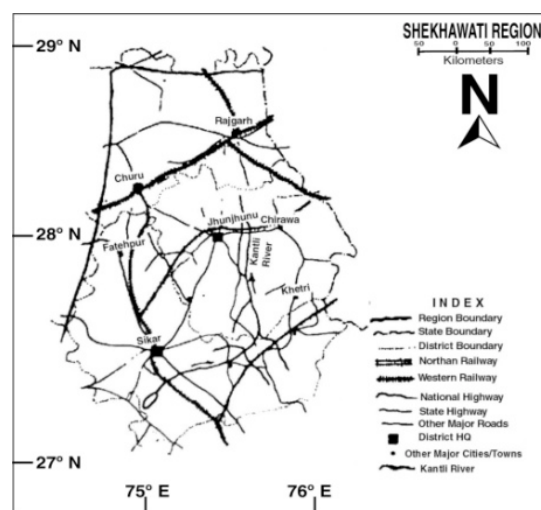 SHEKHAWATI REGION
50 0 50 100
Kilometers
N
29° N
28° N
27° N
75° E
76° E
Rajgarh
Churu
Jhunjhunu
Chirawa
Fatehpur
Kantli
River
Khetri
Sikar
INDEX
Region Boundary
State Boundary
District Boundary
Northan Railway
Western Railway
National Highway
State Highway
Other Major Roads
District HQ
Other Major Cities/Towns
Kantli River